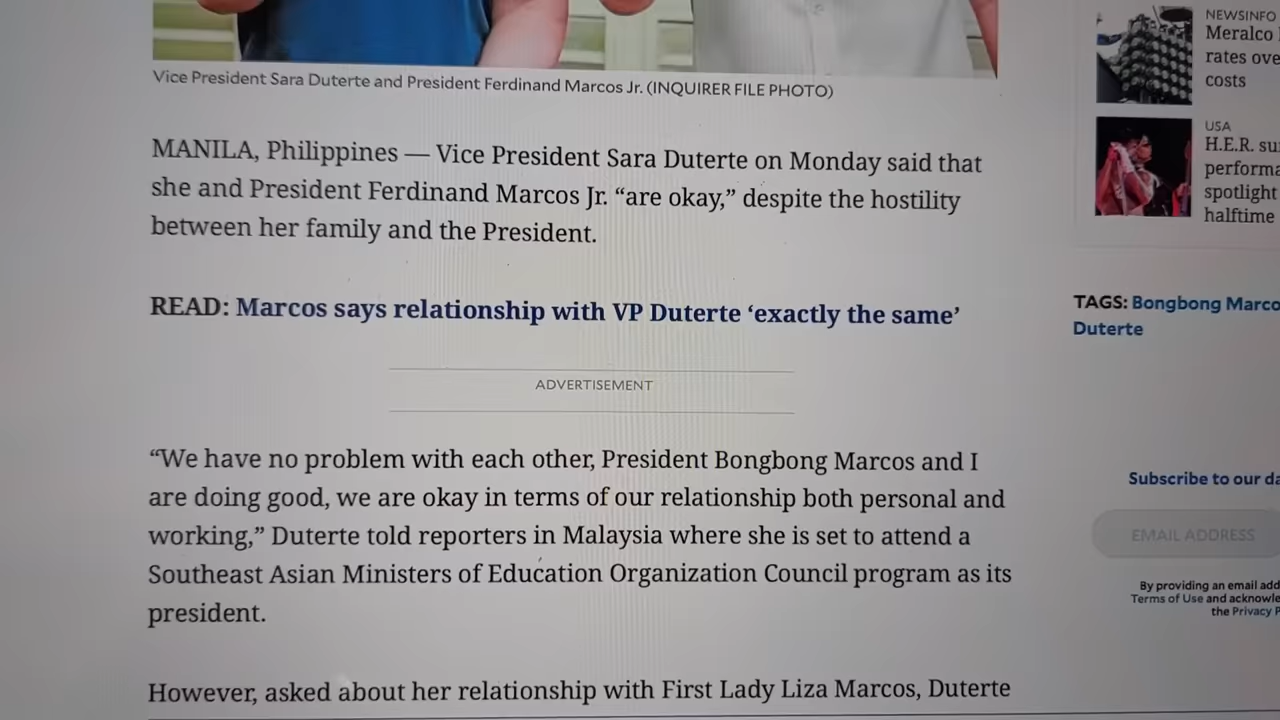 Vice President Sara Duterte and President Ferdinand Marcos Jr. (INQUIRER FILE PHOTO)
MANILA, Philippines — Vice President Sara Duterte on Monday said that
she and President Ferdinand Marcos Jr. “are okay,” despite the hostility
between her family and the President.
READ: Marcos says relationship with VP Duterte ‘exactly the same’
ADVERTISEMENT
“We have no problem with each other, President Bongbong Marcos and I
are doing good, we are okay in terms of our relationship both personal and
working,” Duterte told reporters in Malaysia where she is set to attend a
Southeast Asian Ministers of Education Organization Council program as its
president.
However, asked about her relationship with First Lady Liza Marcos, Duterte
NEWSINFO
Meralco
rates ove
costs
USA
H.E.R. su
performa
spotlight
halftime
TAGS: Bongbong Marco
Duterte
Subscribe to our da
EMAIL ADDRESS
By providing an email add
Terms of Use and acknowle
the Privacy P